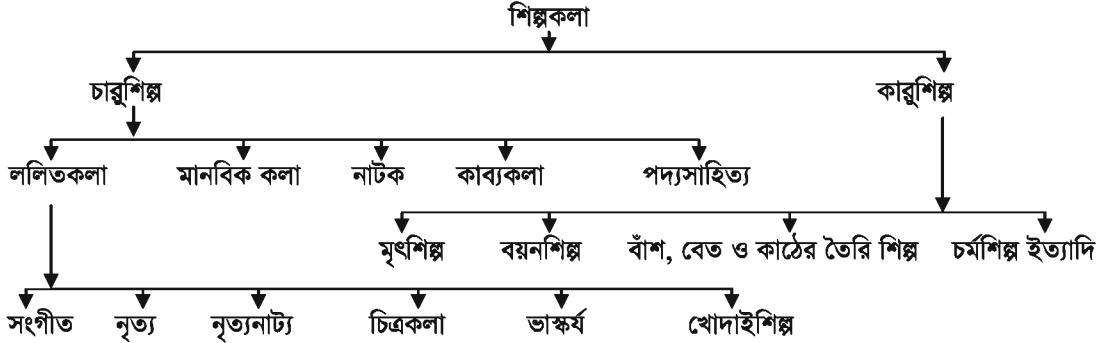 শিল্পকলা
চারুশিল্প কারুশিল্প
ললিতকলা মানবিক কলা নাটক কাব্যকলা পদ্যসাহিত্য
মৃৎশিল্প বয়নশিল্প বাঁশ, বেত ও কাঠের তৈরি শিল্প চর্মশিল্প ইত্যাদি
সংগীত নৃত্য নৃত্যনাট্য চিত্রকলা ভাস্কর্য খোদাইশিল্প